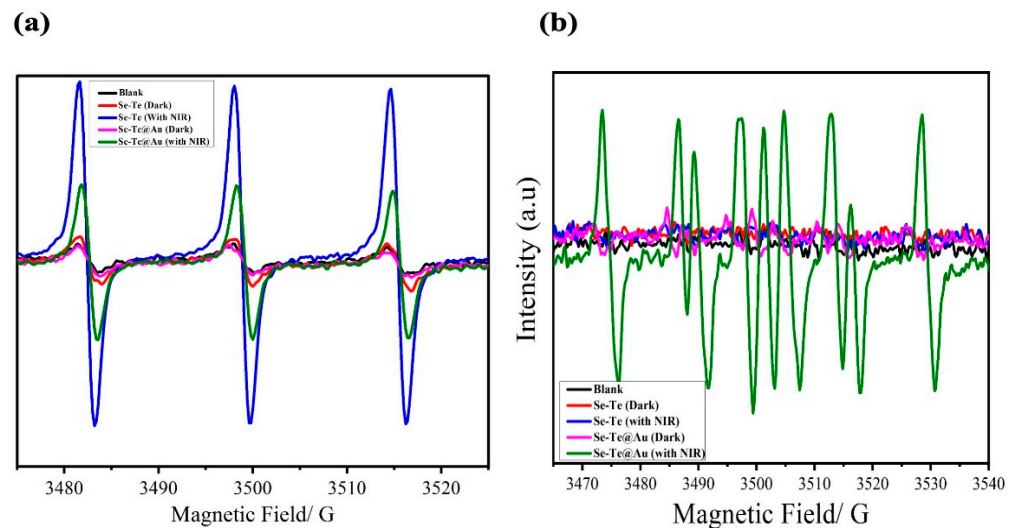 (a)
Blank
Se-Te (Dark)
Se-Te (With NIR)
Se-Te@Au (Dark)
Se-Te@Au (with NIR)
3480 3490 3500 3510 3520
Magnetic Field/ G
(b)
Intensity (a.u)
Blank
Se-Te (Dark)
Se-Te (with NIR)
Se-Te@Au (Dark)
Se-Te@Au (with NIR)
3470 3480 3490 3500 3510 3520 3530 3540
Magnetic Field/ G